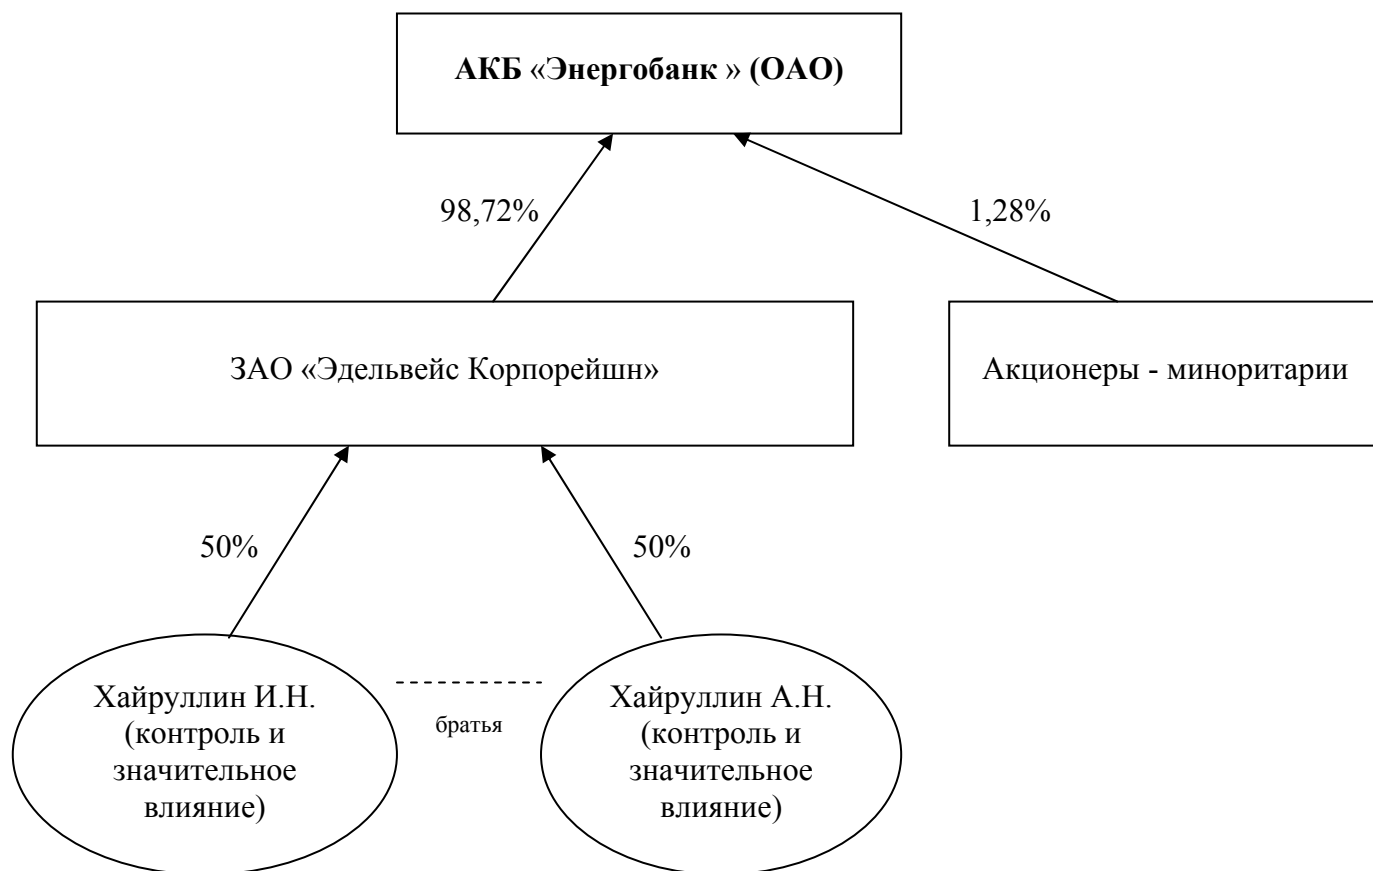 АКБ «Энергобанк » (ОАО)
98,72%
1,28%
ЗАО «Эдельвейс Корпорейшн»
Акционеры - миноритарии
50%
50%
Хайруллин И.Н.
(контроль и
значительное
влияние)
братья
Хайруллин А.Н.
(контроль и
значительное
влияние)